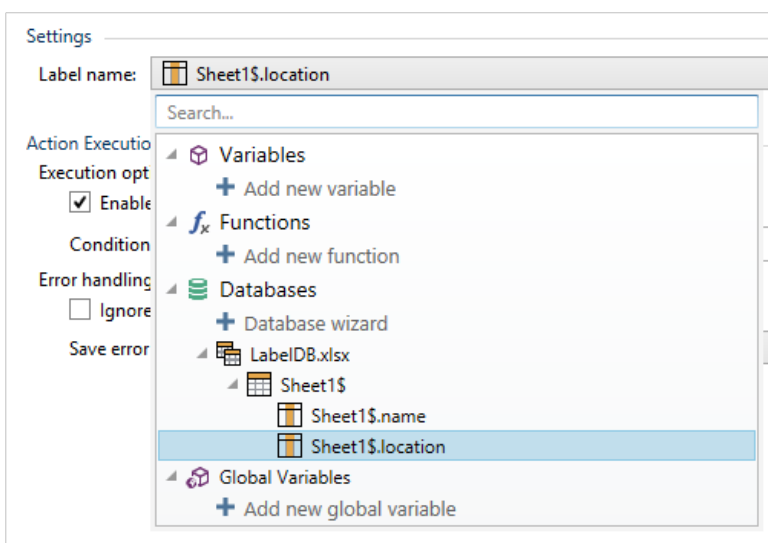 Settings
Label name: Sheet1$.location
Search...
Action Executio
Variables
Execution opt
Add new variable
Enable
Functions
Condition
Add new function
Error handling
Databases
Ignore
Database wizard
Save error
LabelDB.xlsx
Sheet1$
Sheet1$.name
Sheet1$.location
Global Variables
Add new global variable